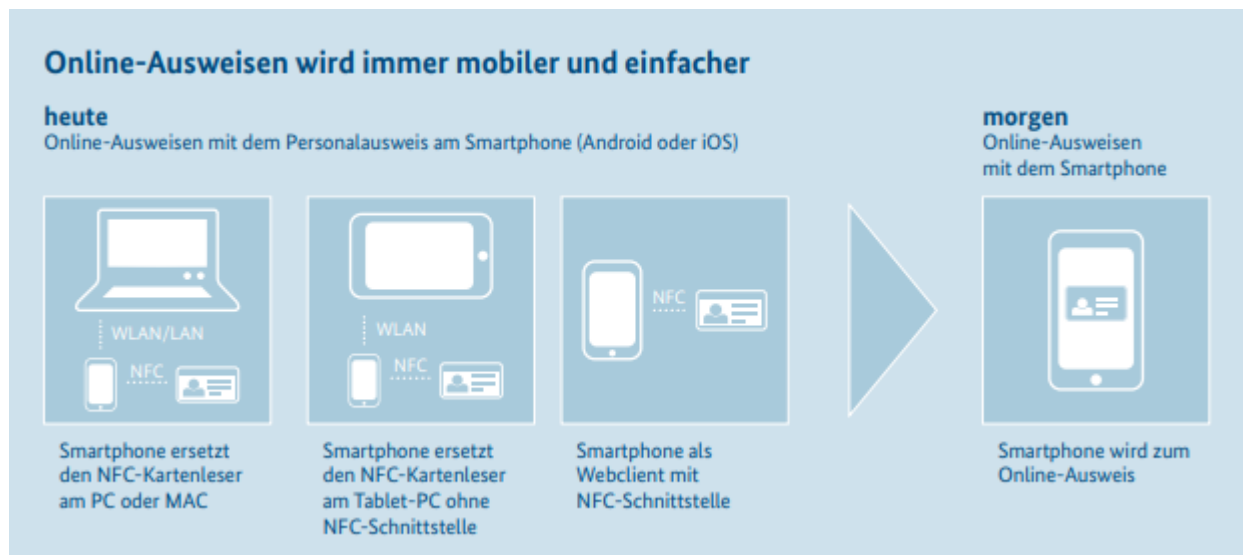 Online-Ausweisen wird immer mobiler und einfacher
heute
Online-Ausweisen mit dem Personalausweis am Smartphone (Android oder iOS)
morgen
Online-Ausweisen
mit dem Smartphone
WLAN/LAN
NFC
WLAN
NFC
NFC
Smartphone ersetzt
den NFC-Kartenleser
am PC oder MAC
Smartphone ersetzt
den NFC-Kartenleser
am Tablet-PC ohne
NFC-Schnittstelle
Smartphone als
Webclient mit
NFC-Schnittstelle
Smartphone wird zum
Online-Ausweis